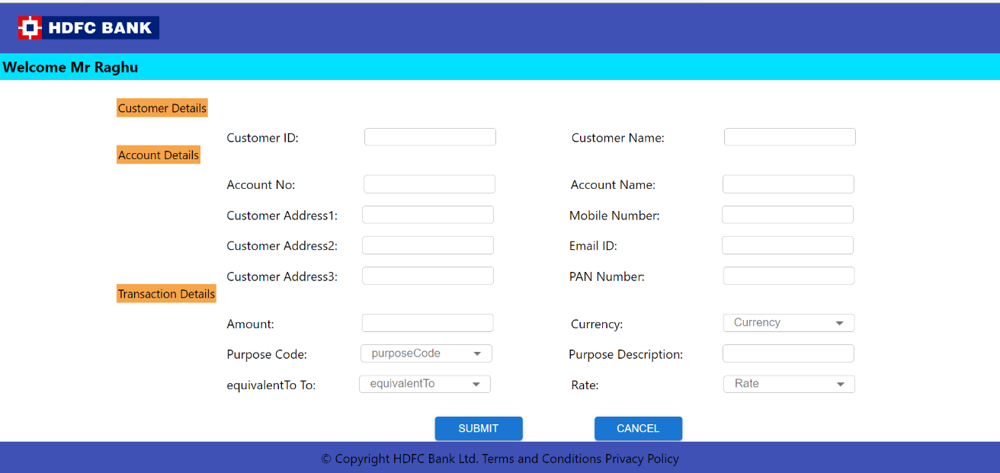 HDFC BANK
Welcome Mr Raghu
Customer Details
Customer ID: Customer Name:
Account Details
Account No: Account Name:
Customer Address1: Mobile Number:
Customer Address2: Email ID:
Customer Address3: PAN Number:
Transaction Details
Amount: Currency: Currency
Purpose Code: purposeCode Purpose Description:
equivalentTo To: equivalentTo Rate: Rate
SUBMIT CANCEL
© Copyright HDFC Bank Ltd. Terms and Conditions Privacy Policy